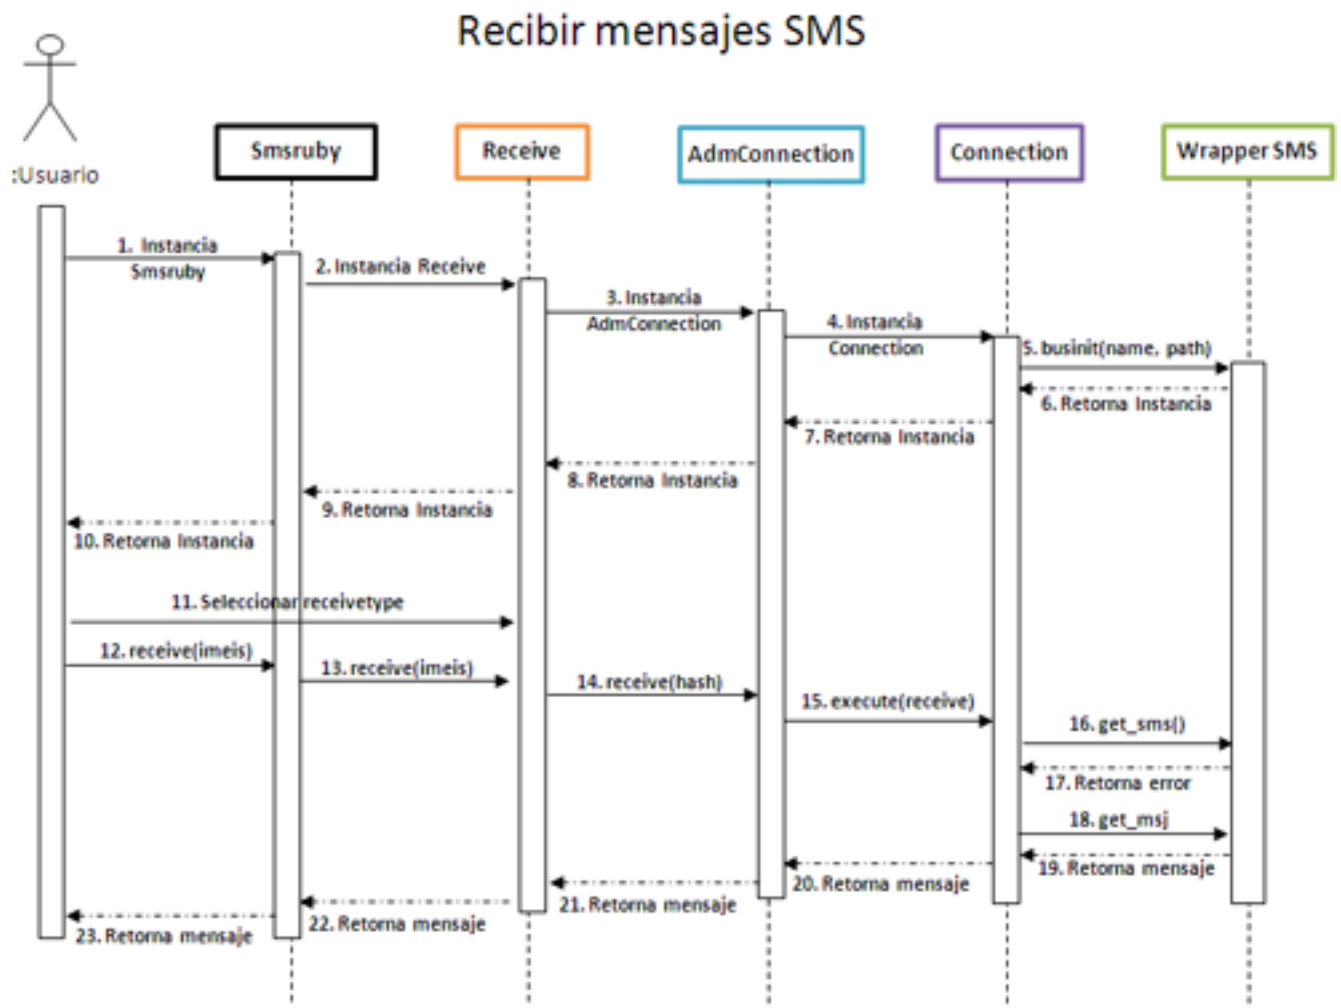 Recibir mensajes SMS
:Usuario
Smsruby
Receive
AdmConnection
Connection
Wrapper SMS
1. Instancia
Smsruby
2. Instancia Receive
3. Instancia
AdmConnection
4. Instancia
Connection
5. businit(name, path)
6. Retorna Instancia
7. Retorna Instancia
8. Retorna Instancia
9. Retorna Instancia
10. Retorna Instancia
11. Seleccionar receivetype
12. receive(imeis)
13. receive(imeis)
14. receive(hash)
15. execute(receive)
16. get_sms()
17. Retorna error
18. get_msj
19. Retorna mensaje
20. Retorna mensaje
21. Retorna mensaje
22. Retorna mensaje
23. Retorna mensaje